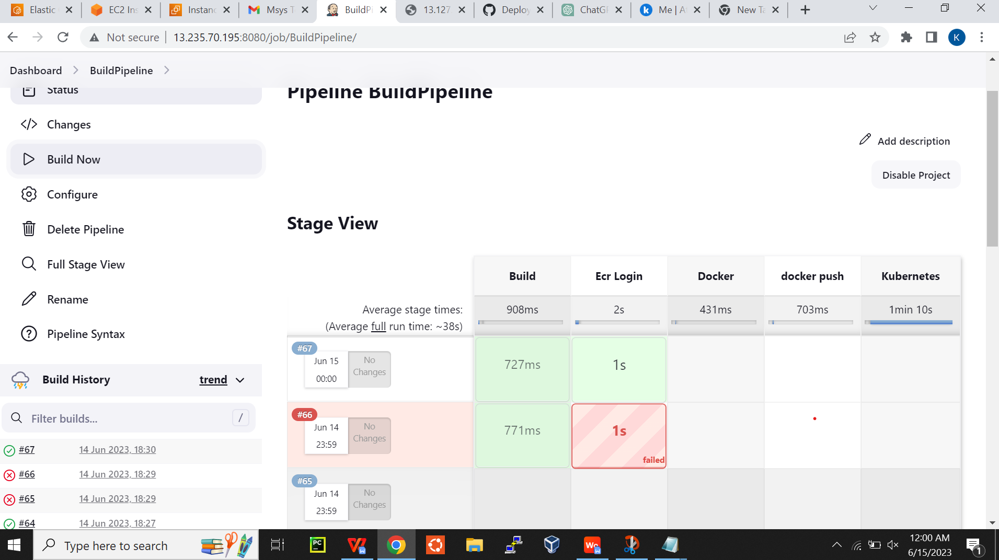 Elastic
EC2 Ins
Instanc
Msys T
BuildPi
13.127
Deploy
ChatGP
Me | A
New Ta
Not secure
13.235.70.195:8080/job/BuildPipeline/
K
Dashboard
BuildPipeline
Status
Changes
Build Now
Configure
Delete Pipeline
Full Stage View
Rename
Pipeline Syntax
Build History
trend
Filter builds...
/
#67 14 Jun 2023, 18:30
#66 14 Jun 2023, 18:29
#65 14 Jun 2023, 18:29
#64 14 Jun 2023, 18:27
Pipeline BuildPipeline
Add description
Disable Project
Stage View
Build Ecr Login Docker docker push Kubernetes
Average stage times:
(Average full run time: ~38s)
908ms 2s 431ms 703ms 1min 10s
#67
Jun 15
00:00
No
Changes
727ms
1s
#66
Jun 14
23:59
No
Changes
771ms
1s
failed
#65
Jun 14
23:59
No
Changes
Type here to search
PC
W
Wo
12:00 AM
6/15/2023
1